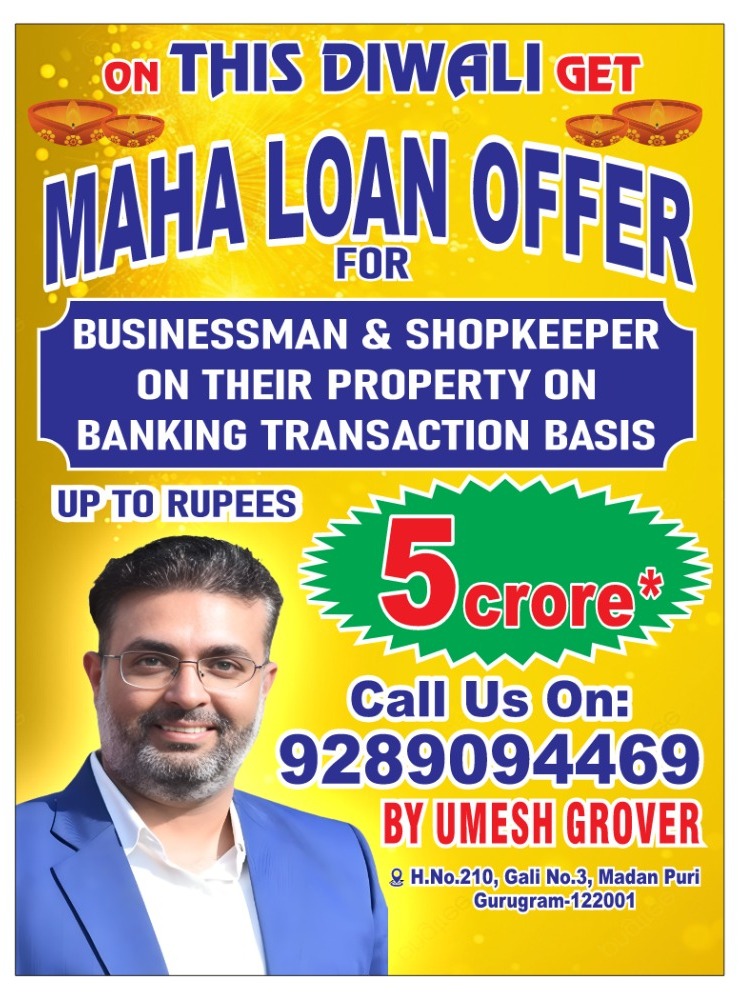 ON THIS DIWALI GET
MAHA LOAN OFFER
FOR
BUSINESSMAN & SHOPKEEPER
ON THEIR PROPERTY ON
BANKING TRANSACTION BASIS
UP TO RUPEES
5 crore*
Call Us On:
9289094469
BY UMESH GROVER
H.No.210, Gali No.3, Madan Puri
Gurugram-122001